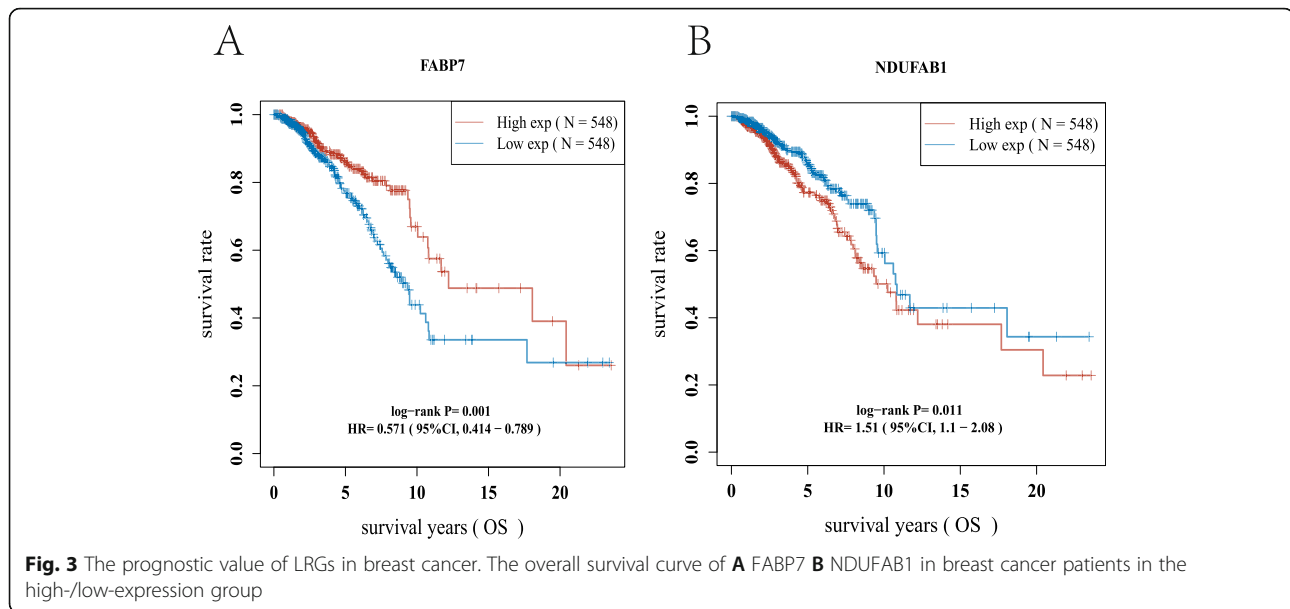 A
FABP7
1.0
0.8
0.6
0.4
0.2
0.0
survival rate
High exp ( N = 548)
Low exp ( N = 548)
log−rank P= 0.001
HR= 0.571 ( 95%CI, 0.414 − 0.789 )
0 5 10 15 20
survival years ( OS )
B
NDUFAB1
1.0
0.8
0.6
0.4
0.2
0.0
survival rate
High exp ( N = 548)
Low exp ( N = 548)
log−rank P= 0.011
HR= 1.51 ( 95%CI, 1.1 − 2.08 )
0 5 10 15 20
survival years ( OS )
Fig. 3 The prognostic value of LRGs in breast cancer. The overall survival curve of A FABP7 B NDUFAB1 in breast cancer patients in the
high-/low-expression group